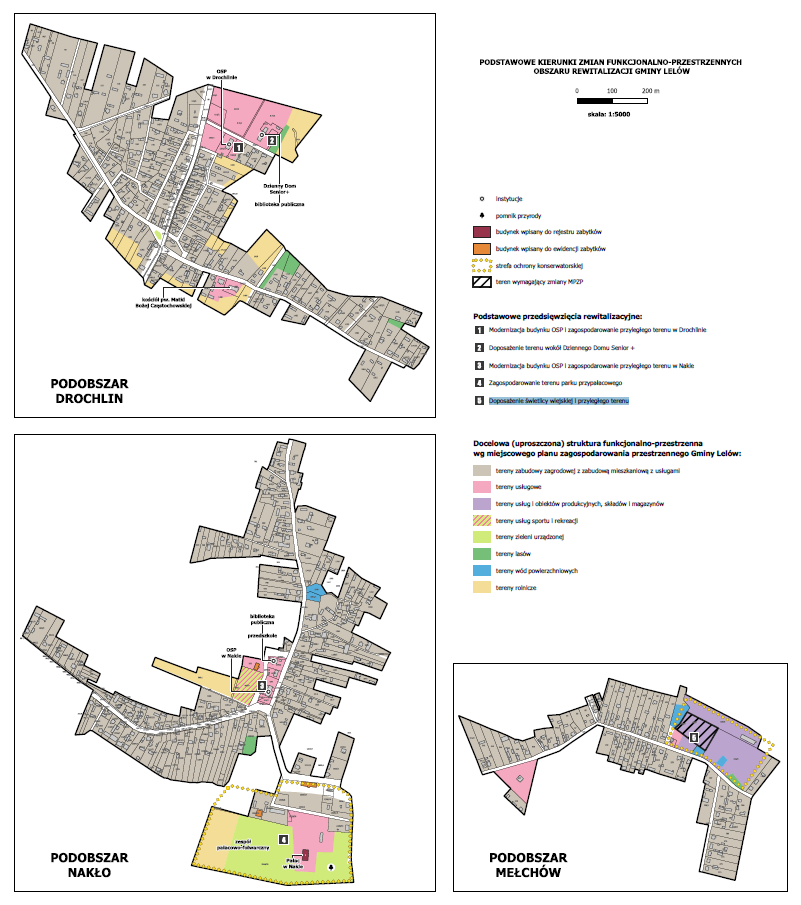 PODSTAWOWE KIERUNKI ZMIAN FUNKCJONALNO-PRZESTRZENNYCH
OBSZARU REWITALIZACJI GMINY LELÓW
0 100 200 m
skala: 1:5000
OSP
w Drochlinie
1
2
Dzienny Dom
Senior+
biblioteka publiczna
kościół pw. Matki
Bożej Częstochowskiej
PODOBSZAR
DROCHLIN
Instytucje
pomnik przyrody
budynek wpisany do rejestru zabytków
budynek wpisany do ewidencji zabytków
strefa ochrony konserwatorskiej
teren wymagający zmiany MPZP
Podstawowe przedsięwzięcia rewitalizacyjne:
1 Modernizacja budynku OSP i zagospodarowanie przyległego terenu w Drochlinie
2 Doposażenie terenu wokół Dziennego Domu Senior +
3 Modernizacja budynku OSP i zagospodarowanie przyległego terenu w Nakle
4 Zagospodarowanie terenu parku przypałacowego
5 Doposażenie świetlicy wiejskiej i przyległego terenu
Docelowa (uproszczona) struktura funkcjonalno-przestrzenna
wg miejscowego planu zagospodarowania przestrzennego Gminy Lelów:
tereny zabudowy zagrodowej z zabudową mieszkaniową z usługami
tereny usługowe
tereny usług i obiektów produkcyjnych, składów i magazynów
tereny usług sportu i rekreacji
tereny zieleni urządzonej
tereny lasów
tereny wód powierzchniowych
tereny rolnicze
biblioteka
publiczna
przedszkole
OSP
w Nakle
3
4
zespół
pałacowo-folwarczny
Pałac
w Nakle
PODOBSZAR
NAKŁO
5
PODOBSZAR
MEŁCHÓW